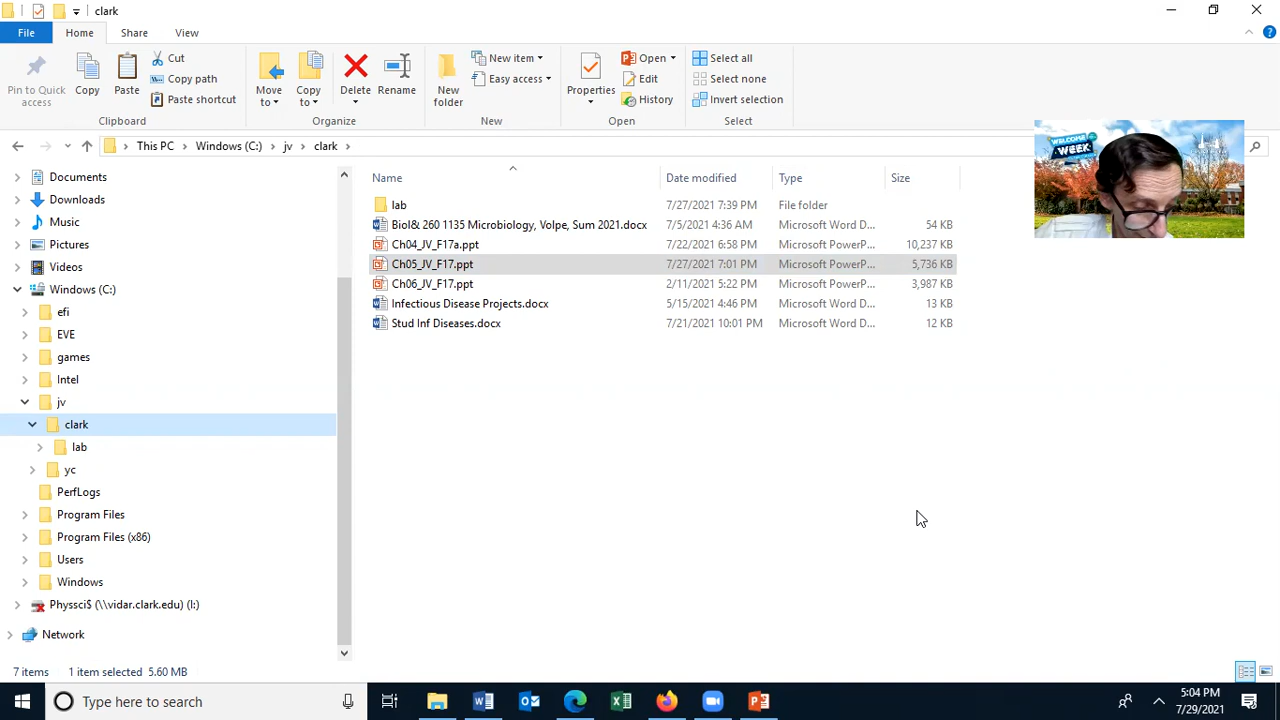 clark
File Home Share View
Pin to Quick access
Copy
Paste
Cut
Copy path
Paste shortcut
Clipboard
Move to
Copy to
Delete
Rename
Organize
New folder
New item
Easy access
New
Properties
Open
Edit
History
Open
Select all
Select none
Invert selection
Select
This PC Windows (C:) jv clark
WELCOME
WEEK
Documents
Downloads
Music
Pictures
Videos
Windows (C:)
efi
EVE
games
Intel
jv
clark
lab
yc
PerfLogs
Program Files
Program Files (x86)
Users
Windows
Physsci$ (\\vidar.clark.edu) (I:)
Network
Name Date modified Type Size
lab 7/27/2021 7:39 PM File folder
Biol& 260 1135 Microbiology, Volpe, Sum 2021.docx 7/5/2021 4:36 AM Microsoft Word D... 54 KB
Ch04_JV_F17a.ppt 7/22/2021 6:58 PM Microsoft PowerP... 10,237 KB
Ch05_JV_F17.ppt 7/27/2021 7:01 PM Microsoft PowerP... 5,736 KB
Ch06_JV_F17.ppt 2/11/2021 5:22 PM Microsoft PowerP... 3,987 KB
Infectious Disease Projects.docx 5/15/2021 4:46 PM Microsoft Word D... 13 KB
Stud Inf Diseases.docx 7/21/2021 10:01 PM Microsoft Word D... 12 KB
7 items 1 item selected 5.60 MB
Type here to search
5:04 PM
7/29/2021